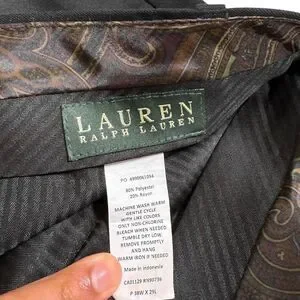 LAUREN
RALPH LAUREN
80% Polyester
20% Rayon
MACHINE WASH WARM
GENTLE CYCLE
WITH LIKE COLORS
ONLY NON-CHLORINE
BLEACH WHEN NEEDED
TUMBLE DRY LOW.
REMOVE PROMPTLY
AND HANG
WARM IRON IF NEEDED
Made in Indonesia